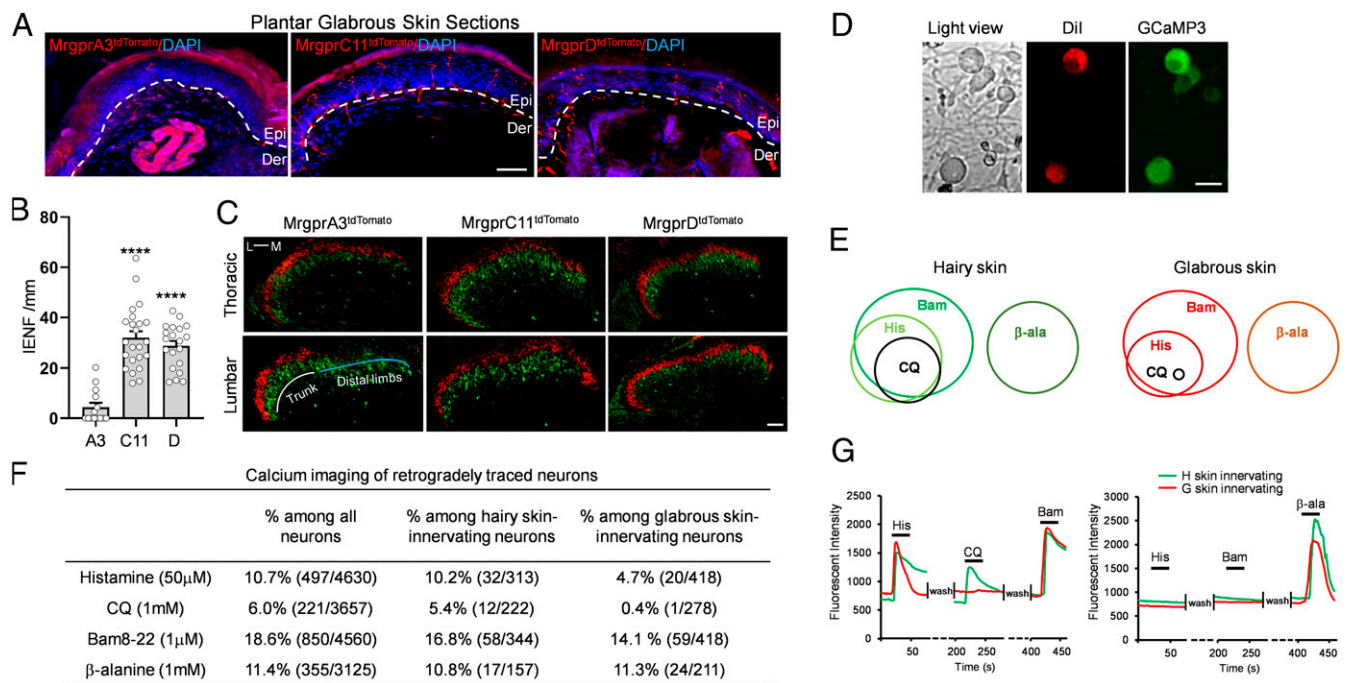 A
Plantar Glabrous Skin Sections
MrgprA3tdTomato/DAPI
MrgprC11tdTomato/DAPI
MrgprDtdTomato/DAPI
Epi
Der
Epi
Der
Epi
Der
B
IENF /mm
80
60
40
20
0
****
****
A3 C11 D
C
MrgprA3tdTomato
MrgprC11tdTomato
MrgprDtdTomato
L M
Thoracic
Lumbar
Trunk
Distal-limbs
D
Light view
DiI
GCaMP3
E
Hairy skin
Glabrous skin
Bam
His
CQ
β-ala
Bam
His
CQ
β-ala
F
Calcium imaging of retrogradely traced neurons
% among all neurons
% among hairy skin-innervating neurons
% among glabrous skin-innervating neurons
Histamine (50μM) 10.7% (497/4630) 10.2% (32/313) 4.7% (20/418)
CQ (1mM) 6.0% (221/3657) 5.4% (12/222) 0.4% (1/278)
Bam8-22 (1μM) 18.6% (850/4560) 16.8% (58/344) 14.1 % (59/418)
β-alanine (1mM) 11.4% (355/3125) 10.8% (17/157) 11.3% (24/211)
G
H skin innervating
G skin innervating
Fluorescent Intensity
2500
2000
1500
1000
500
0
His
CQ
Bam
wash
wash
50 200 250 400 450
Time (s)
Fluorescent Intensity
3000
2500
2000
1500
1000
500
0
His
Bam
β-ala
wash
wash
50 200 250 400 450
Time (s)